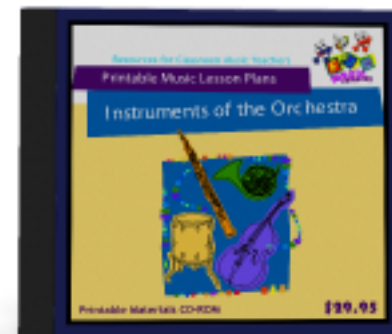 Resources for Classroom Music Teachers
Printable Music Lesson Plans
Instruments of the Orchestra
Printable Materials CD-ROM
$29.95